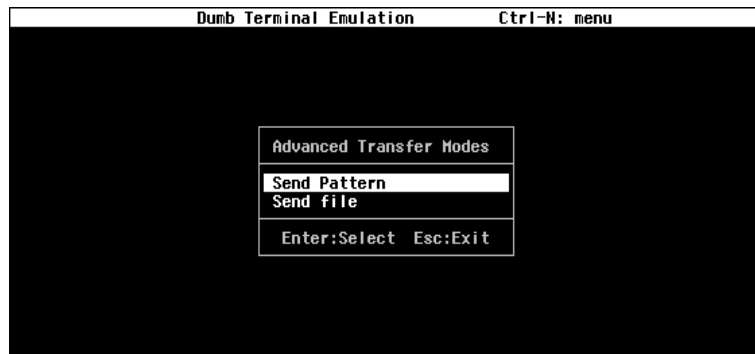 Dumb Terminal Emulation Ctrl-N: menu
Advanced Transfer Modes
Send Pattern
Send file
Enter:Select Esc:Exit